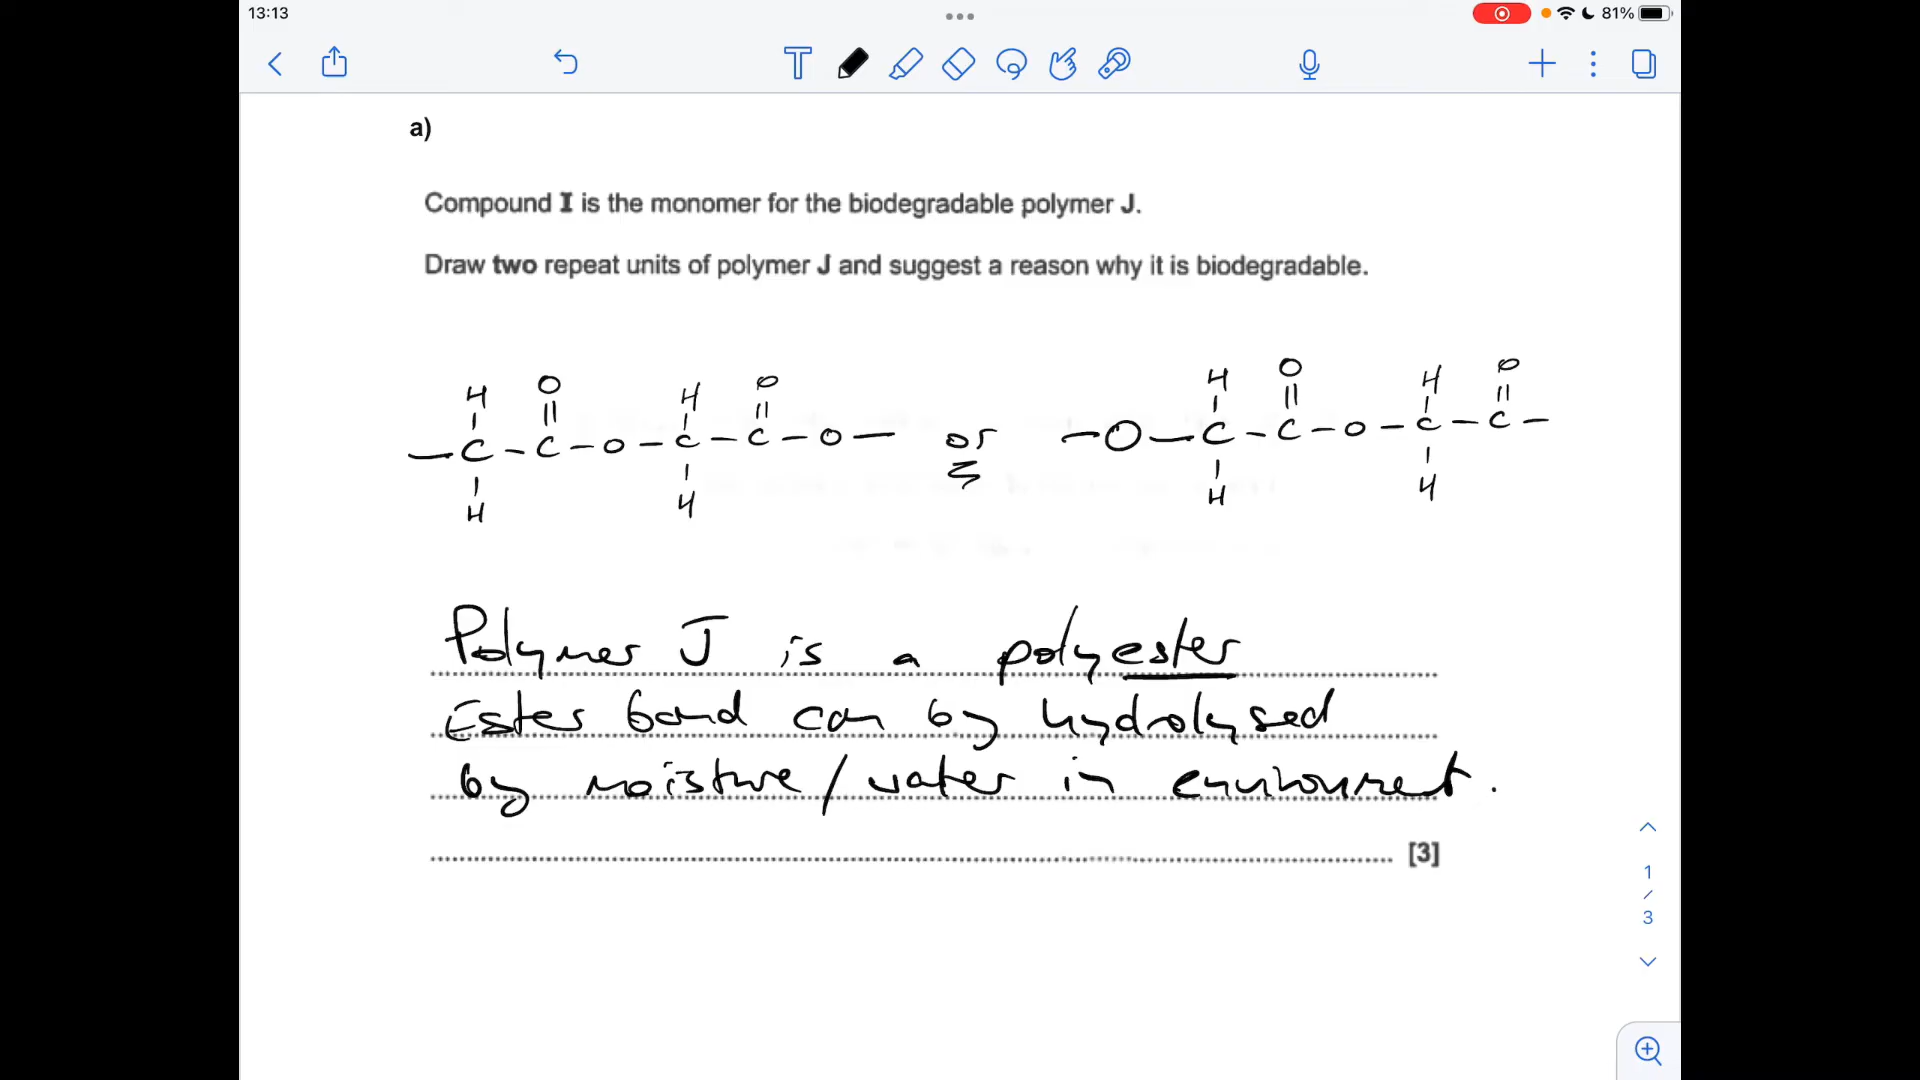 13:13
81%
a)
Compound I is the monomer for the biodegradable polymer J.
Draw two repeat units of polymer J and suggest a reason why it is biodegradable.
H O H O H O H O
-C-C-O-C-C-O- or -O-C-C-O-C-C-
H H H H
Polymer J is a polyester
Ester bond can by hydrolysed
by moisture/water in environment.
[3]
1
/
3